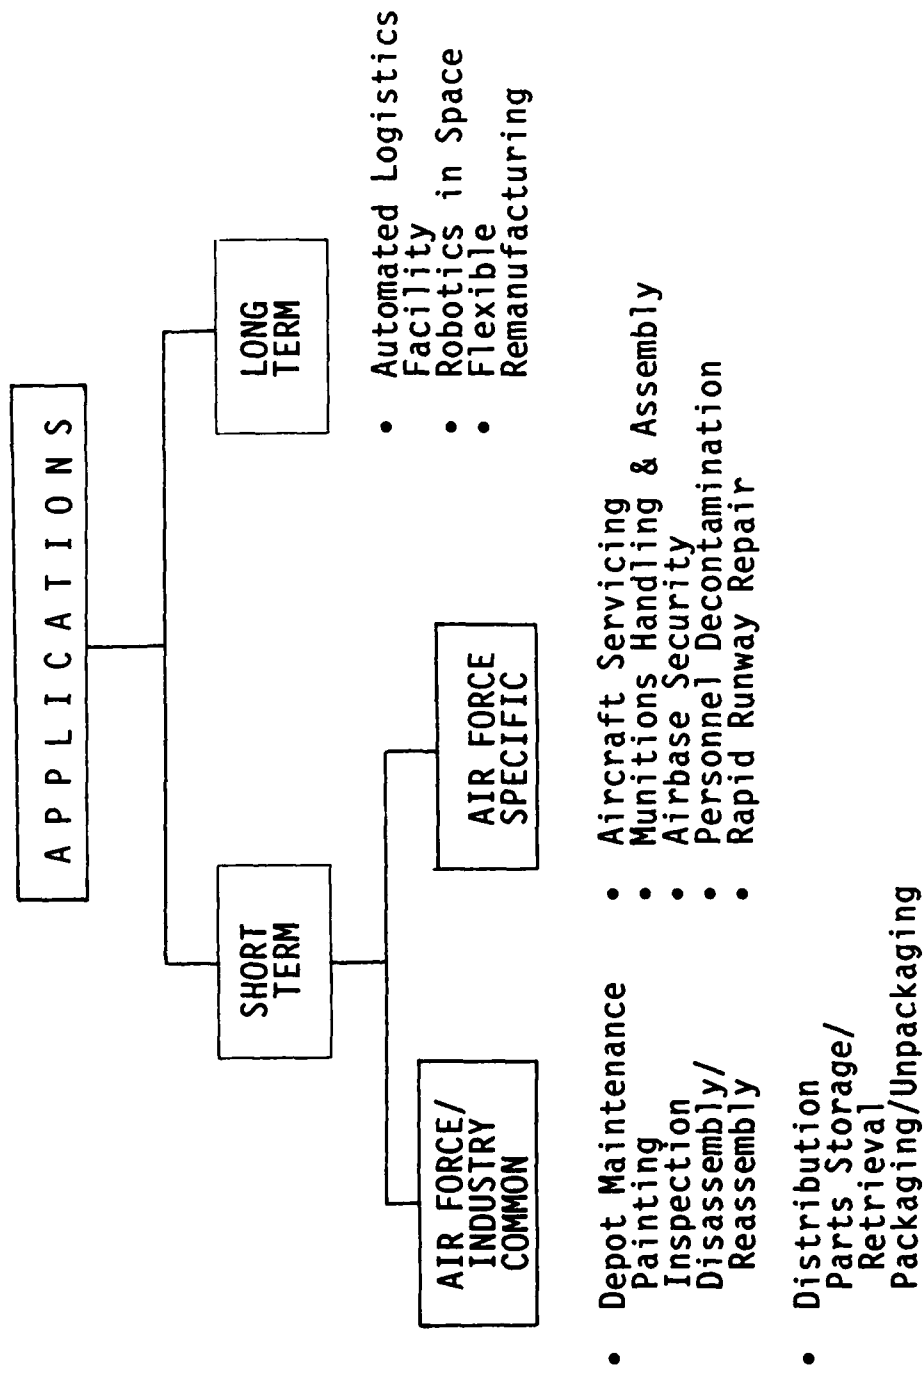 A P P L I C A T I O N S
SHORT
TERM
LONG
TERM
AIR FORCE/
INDUSTRY
COMMON
AIR FORCE
SPECIFIC
• Automated Logistics
Facility
• Robotics in Space
• Flexible
Remanufacturing
• Depot Maintenance
Painting
Inspection
Disassembly/
Reassembly
• Distribution
Parts Storage/
Retrieval
Packaging/Unpackaging
• Aircraft Servicing
• Munitions Handling & Assembly
• Airbase Security
• Personnel Decontamination
• Rapid Runway Repair